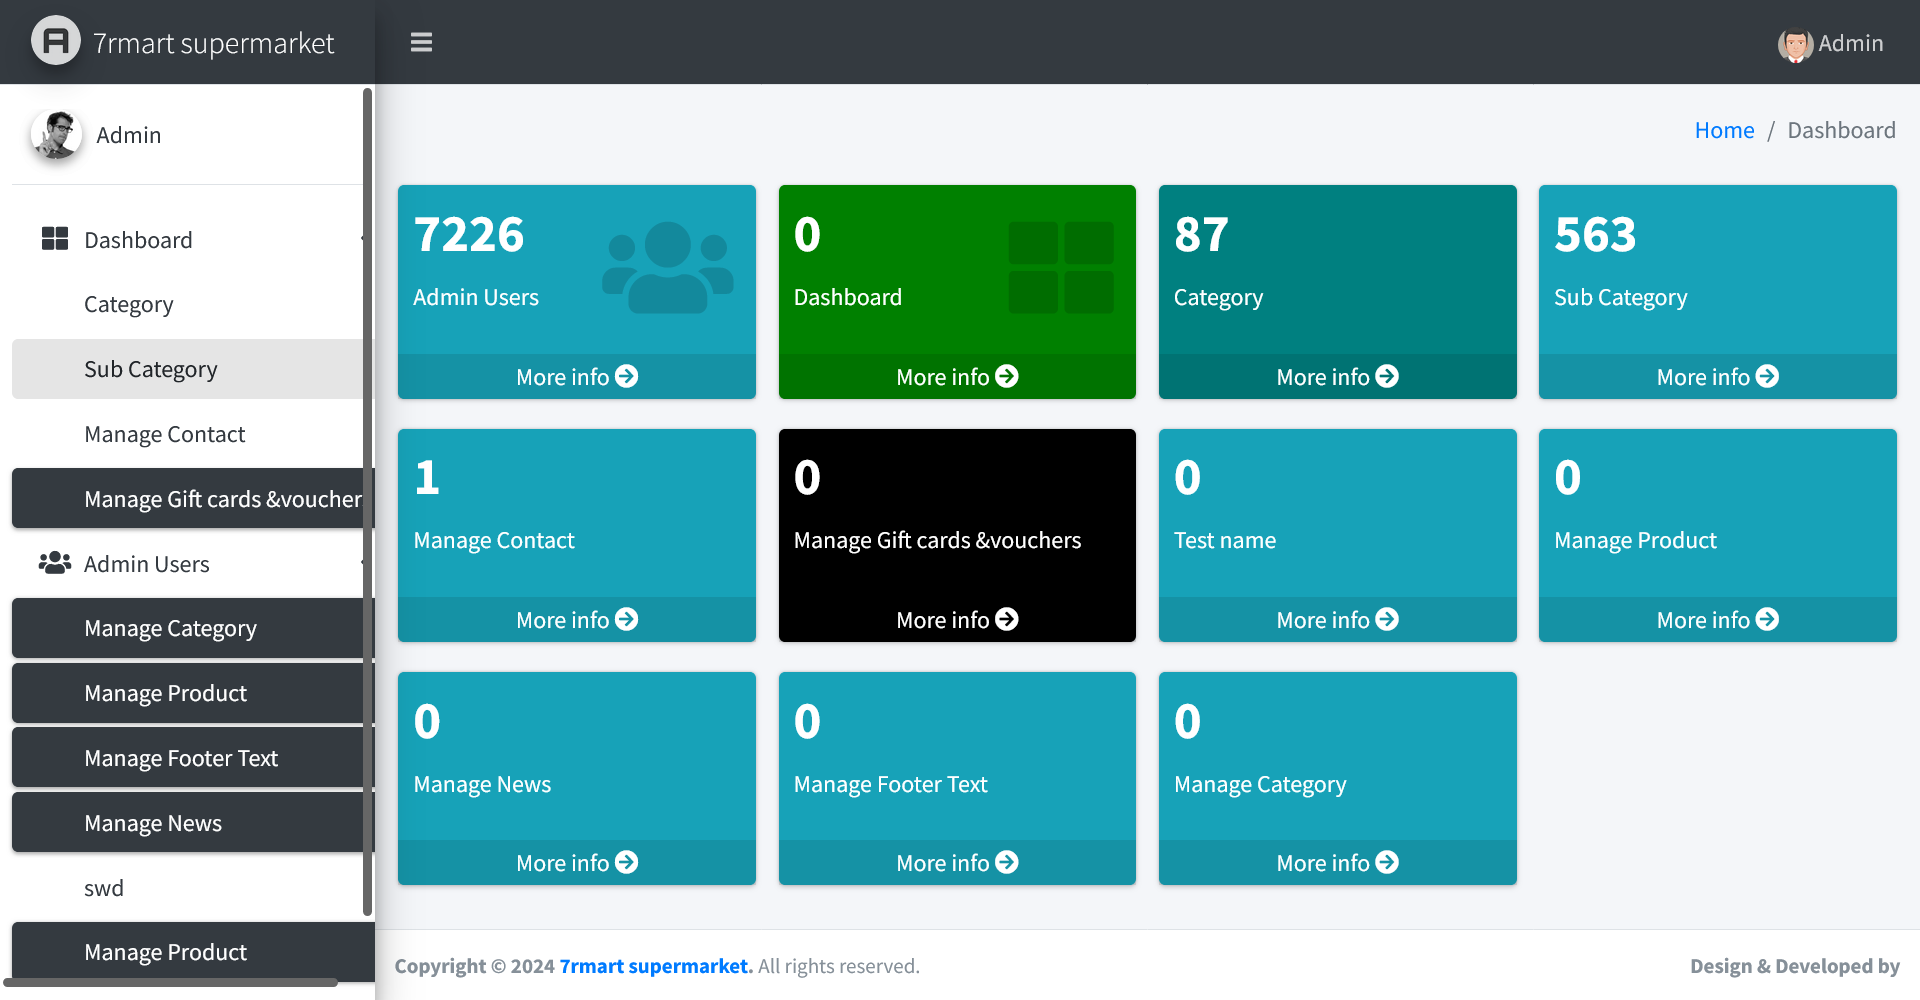 7rmart supermarket
Admin
Admin
Dashboard
Category
Sub Category
Manage Contact
Manage Gift cards &voucher
Admin Users
Manage Category
Manage Product
Manage Footer Text
Manage News
swd
Manage Product
Home / Dashboard
7226
Admin Users
More info
0
Dashboard
More info
87
Category
More info
563
Sub Category
More info
1
Manage Contact
More info
0
Manage Gift cards &vouchers
More info
0
Test name
More info
0
Manage Product
More info
0
Manage News
More info
0
Manage Footer Text
More info
0
Manage Category
More info
Copyright © 2024 7rmart supermarket. All rights reserved.
Design & Developed by